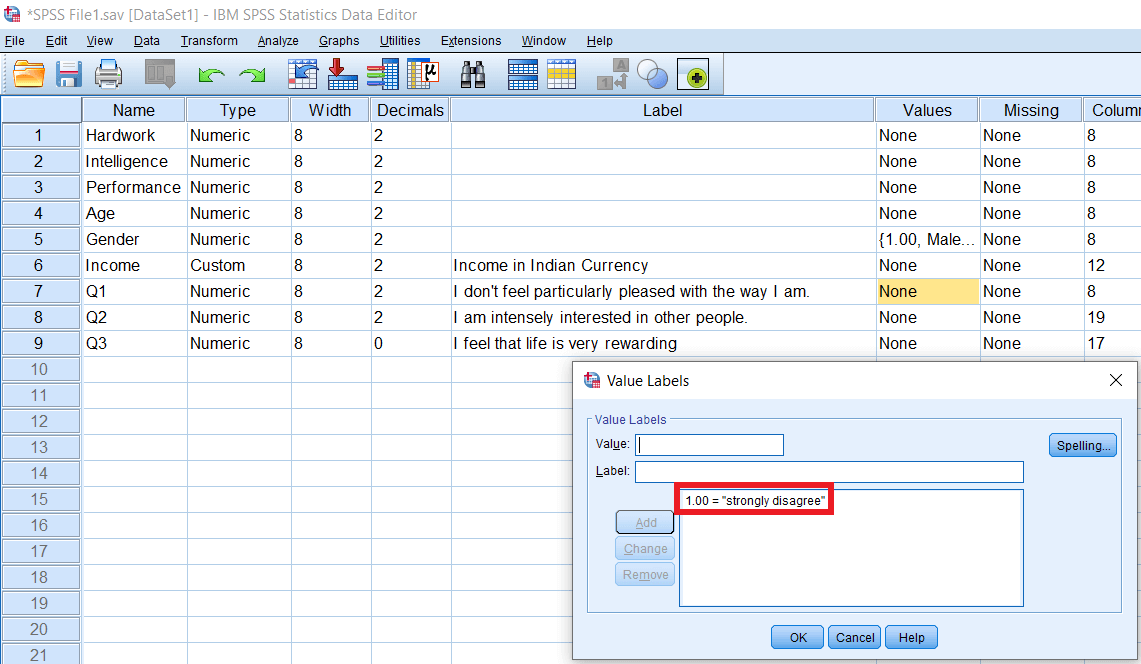 *SPSS File1.sav [DataSet1] - IBM SPSS Statistics Data Editor
File Edit View Data Transform Analyze Graphs Utilities Extensions Window Help
Name Type Width Decimals Label Values Missing Colum
1 Hardwork Numeric 8 2 None None 8
2 Intelligence Numeric 8 2 None None 8
3 Performance Numeric 8 2 None None 8
4 Age Numeric 8 2 None None 8
5 Gender Numeric 8 2 {1.00, Male... None 8
6 Income Custom 8 2 Income in Indian Currency None None 12
7 Q1 Numeric 8 2 I don't feel particularly pleased with the way I am. None None 8
8 Q2 Numeric 8 2 I am intensely interested in other people. None None 19
9 Q3 Numeric 8 0 I feel that life is very rewarding None None 17
10
11
12
13
14
15
16
17
18
19
20
21
Value Labels
Value Labels
Value:
Spelling...
Label:
1.00 = "strongly disagree"
Add
Change
Remove
OK Cancel Help